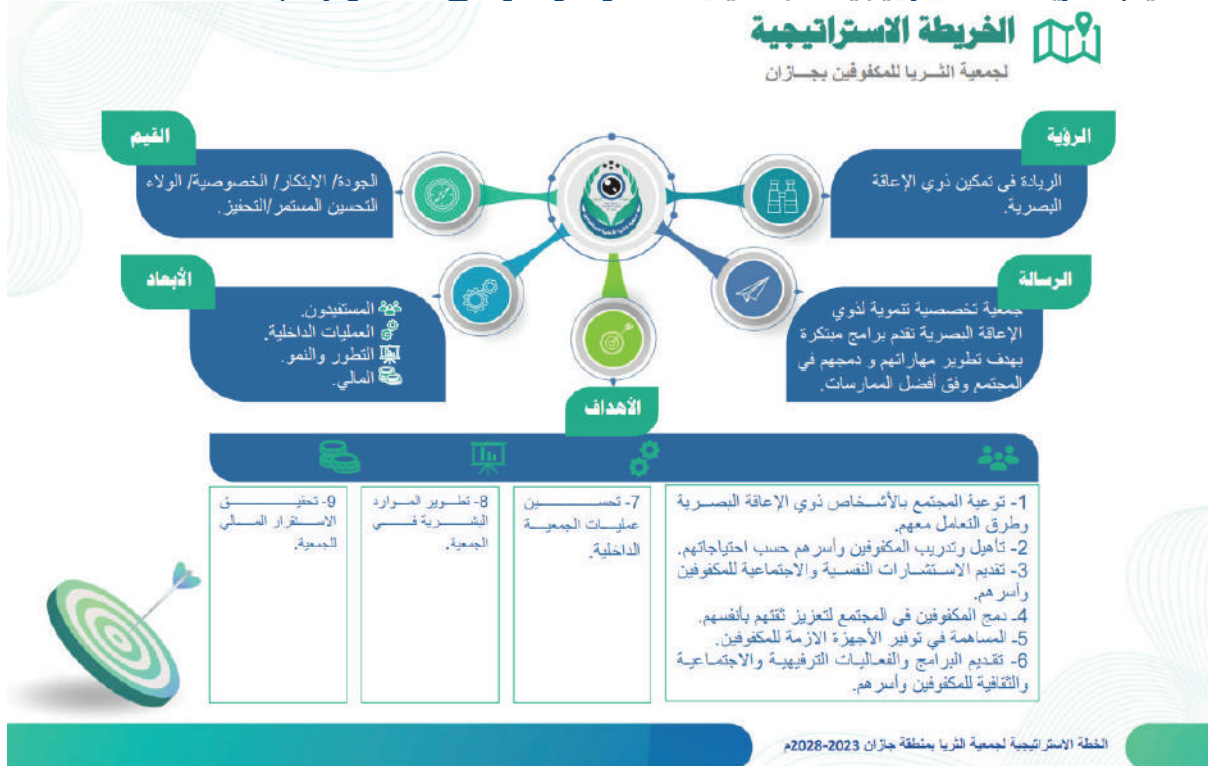 الخريطة الاستراتيجية
لجمعية الثـريا للمكفوفين بجـازان
الرؤية
الريادة في تمكين ذوي الإعاقة
البصرية.
القيم
الجودة/ الابتكار/ الخصوصية/ الولاء
التحسين المستمر/التحفيز.
الرسالة
جمعية تخصصية تنموية لذوي
الإعاقة البصرية تقدم برامج مبتكرة
بهدف تطوير مهاراتهم و دمجهم في
المجتمع وفق أفضل الممارسات.
الأبعاد
المستفيدون.
العمليات الداخلية.
التطور والنمو.
المالي.
الأهداف
1- توعية المجتمع بالأشخاص ذوي الإعاقة البصرية
وطرق التعامل معهم.
2- تأهيل وتدريب المكفوفين وأسرهم حسب احتياجاتهم.
3- تقديم الاستشارات النفسية والاجتماعية للمكفوفين
وأسرهم.
4- دمج المكفوفين في المجتمع لتعزيز ثقتهم بأنفسهم.
5- المساهمة في توفير الأجهزة الازمة للمكفوفين.
6- تقديم البرامج والفعاليات الترفيهية والاجتماعية
والثقافية للمكفوفين وأسرهم.
7- تحسين
عمليات الجمعية
الداخلية.
8- تطوير الموارد
البشرية في
الجمعية.
9- تحقيق
الاستقرار المالي
للجمعية.
الخطة الاستراتيجية لجمعية الثريا بمنطقة جازان 2023-2028م